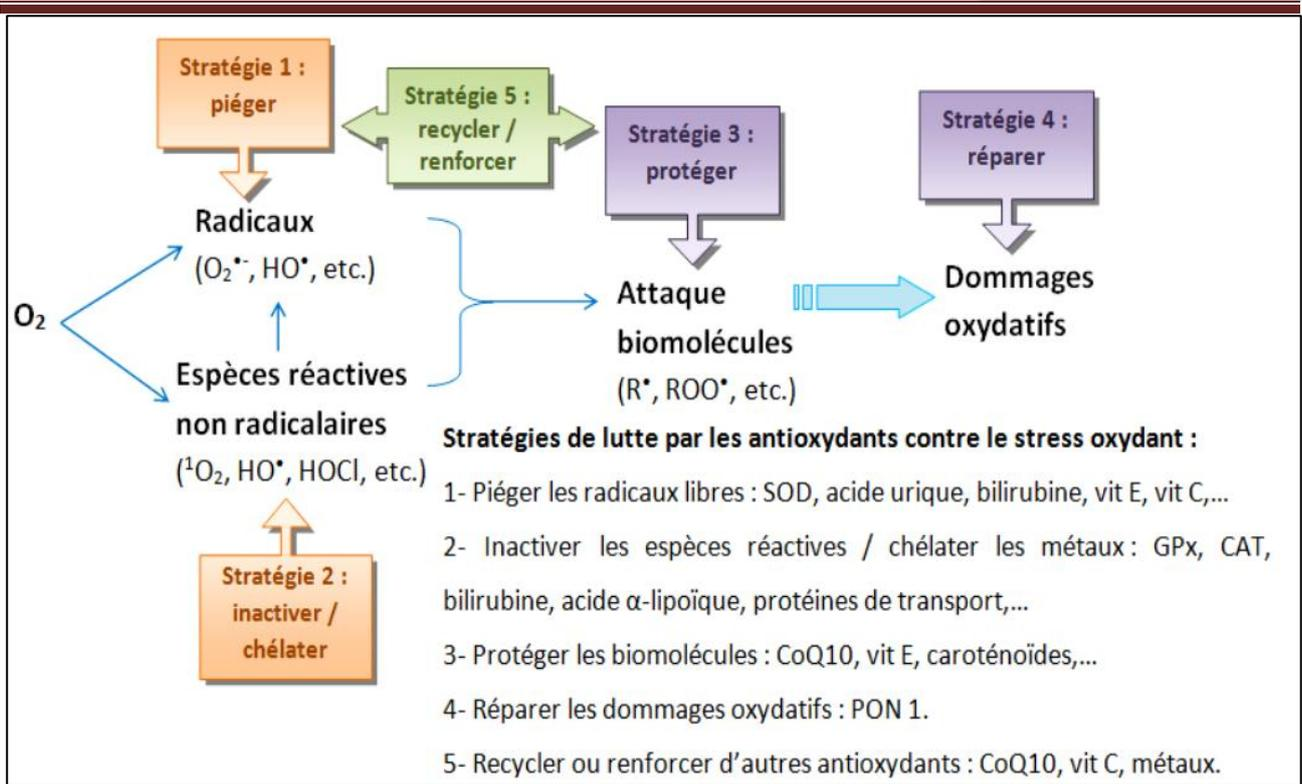 Stratégie 1 :
piéger
Stratégie 5 :
recycler /
renforcer
Stratégie 3 :
protéger
Stratégie 4 :
réparer
Radicaux
(O₂•-, HO•, etc.)
O₂
Espèces réactives
non radicalaires
(¹O₂, HO•, HOCl, etc.)
Attaque
biomolécules
(R•, ROO•, etc.)
Dommages
oxydatifs
Stratégie 2 :
inactiver /
chélater
Stratégies de lutte par les antioxydants contre le stress oxydant :
1- Piéger les radicaux libres : SOD, acide urique, bilirubine, vit E, vit C,...
2- Inactiver les espèces réactives / chélater les métaux : GPx, CAT,
bilirubine, acide α-lipoïque, protéines de transport,...
3- Protéger les biomolécules : CoQ10, vit E, caroténoïdes,...
4- Réparer les dommages oxydatifs : PON 1.
5- Recycler ou renforcer d'autres antioxydants : CoQ10, vit C, métaux.